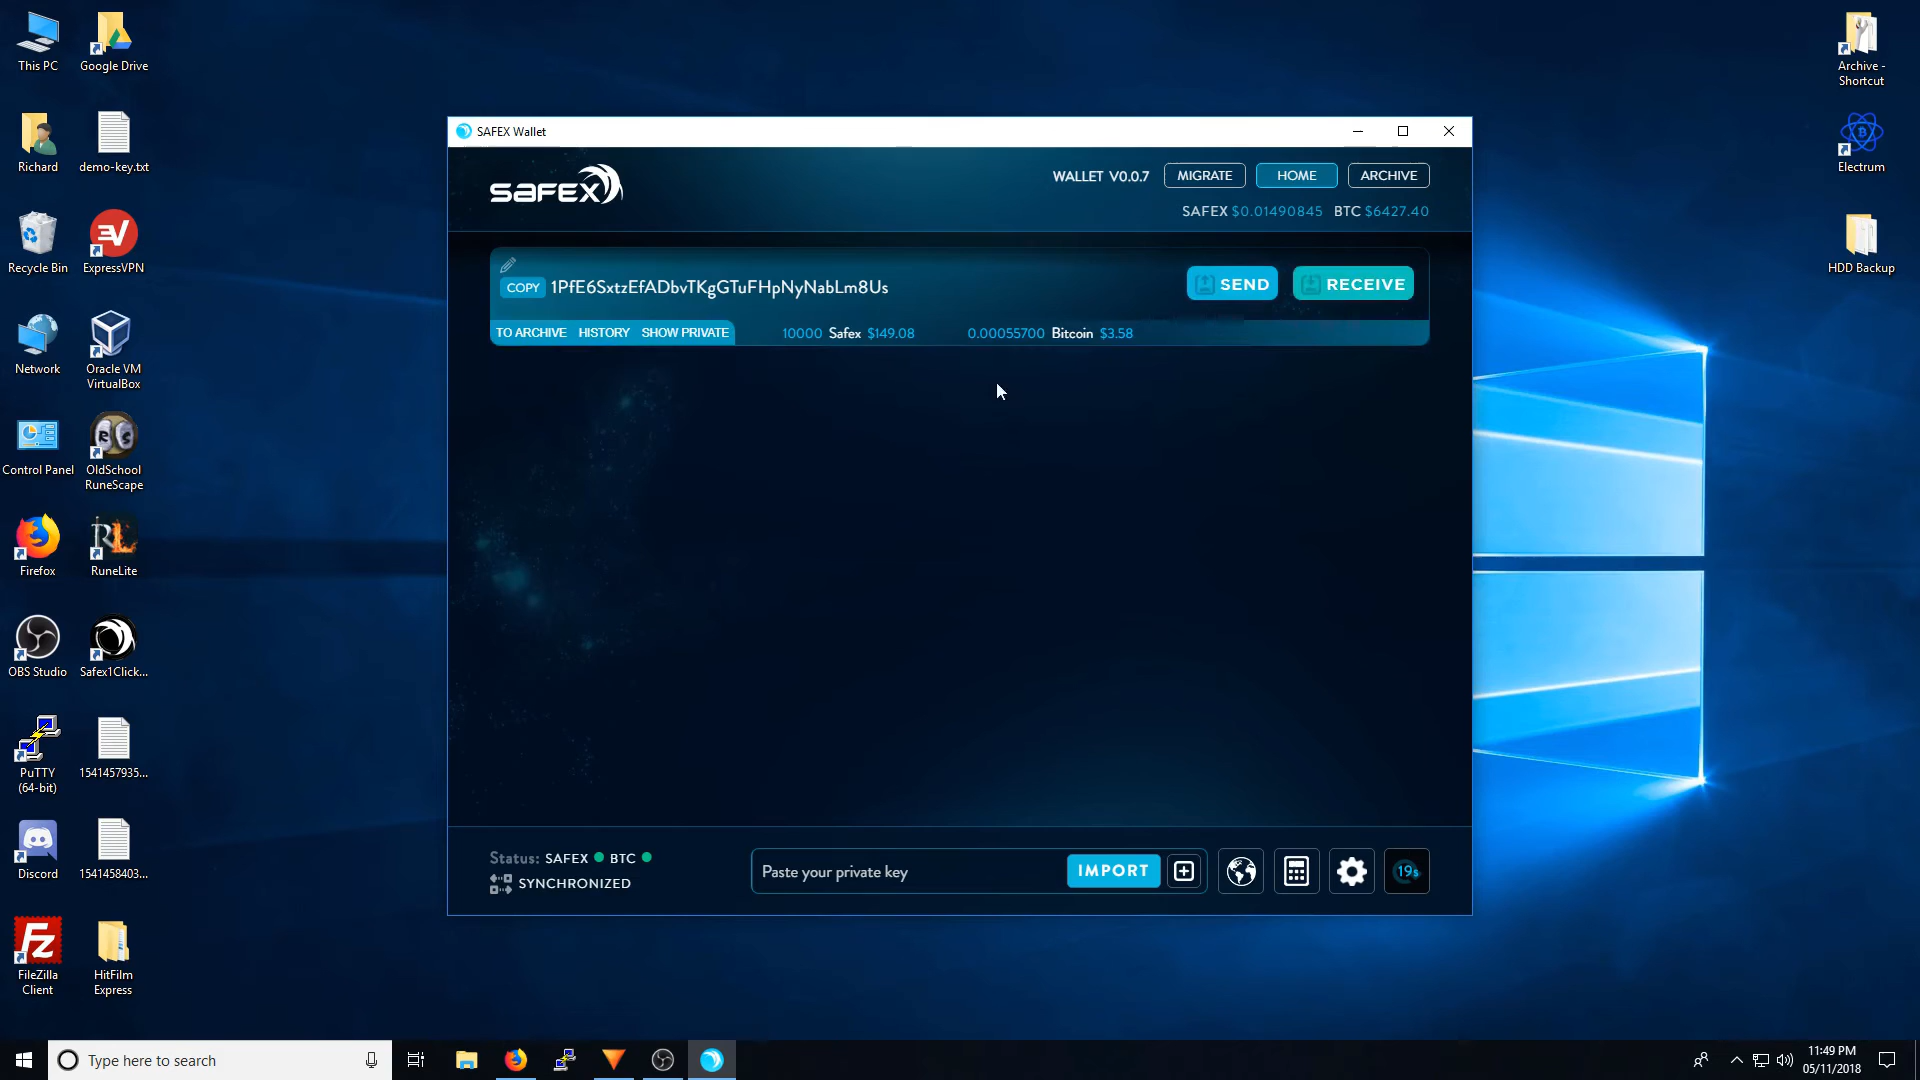 This PC
Google Drive
Richard
demo-key.txt
Recycle Bin
ExpressVPN
Network
Oracle VM
VirtualBox
Control Panel
OldSchool
RuneScape
Firefox
RuneLite
OBS Studio
Safex1Click...
PuTTY
(64-bit)
1541457935...
Discord
1541458403...
FileZilla
Client
HitFilm
Express
Archive -
Shortcut
Electrum
HDD Backup
SAFEX Wallet
SAFEX
WALLET V0.0.7 MIGRATE HOME ARCHIVE
SAFEX $0.01490845 BTC $6427.40
COPY 1PfE6SxtzEfADbvTKgGTuFHpNyNabLm8Us
SEND RECEIVE
TO ARCHIVE HISTORY SHOW PRIVATE 10000 Safex $149.08 0.00055700 Bitcoin $3.58
Status: SAFEX BTC
SYNCHRONIZED
Paste your private key IMPORT
19s
Type here to search
11:49 PM
05/11/2018